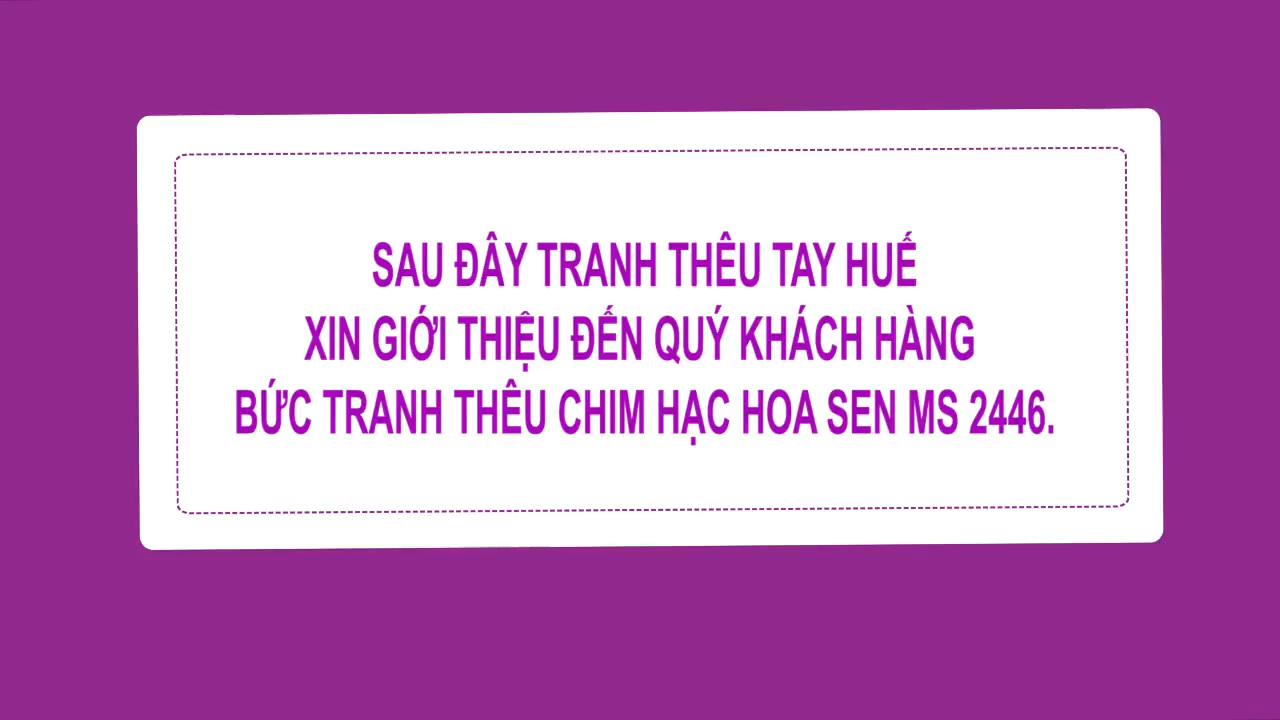 SAU ĐÂY TRANH THÊU TAY HUẾ
XIN GIỚI THIỆU ĐẾN QUÝ KHÁCH HÀNG
BỨC TRANH THÊU CHIM HẠC HOA SEN MS 2446.